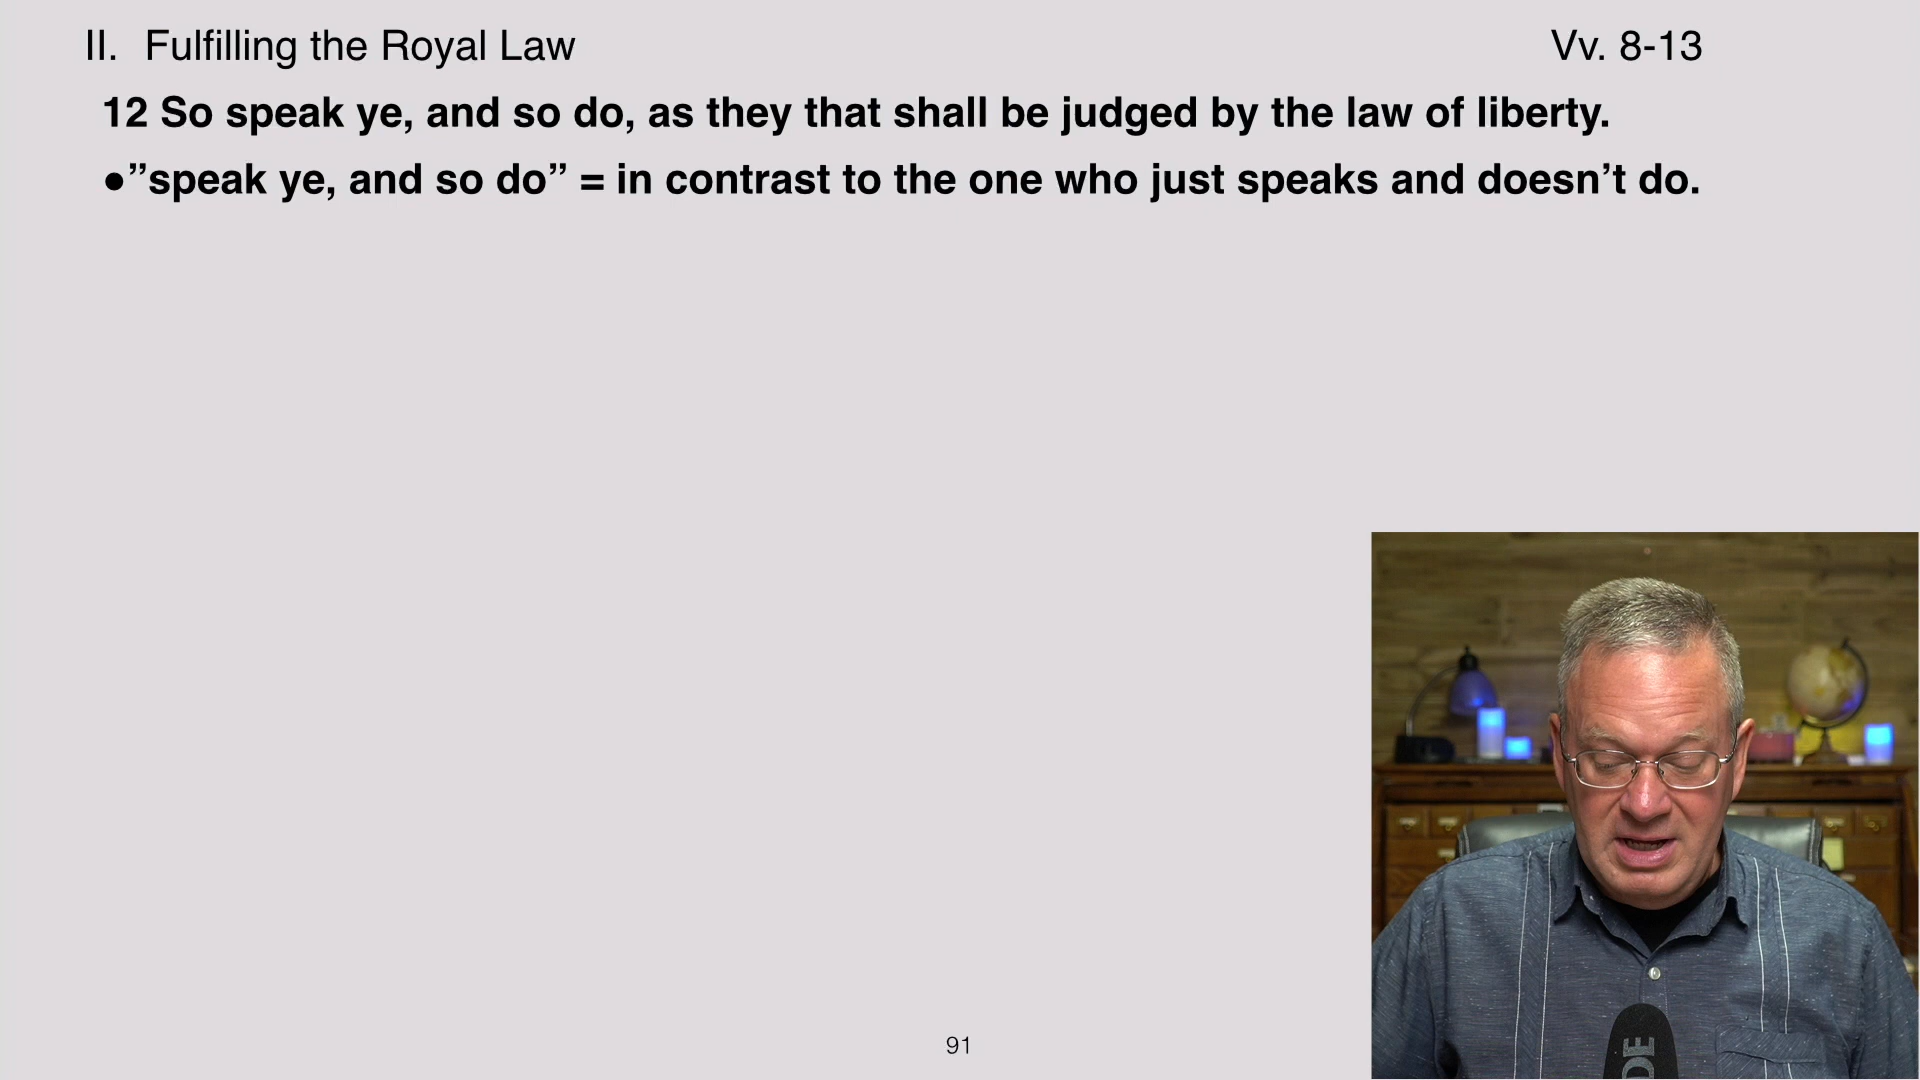 II. Fulfilling the Royal Law Vv. 8-13
12 So speak ye, and so do, as they that shall be judged by the law of liberty.
●”speak ye, and so do” = in contrast to the one who just speaks and doesn’t do.
DE
91